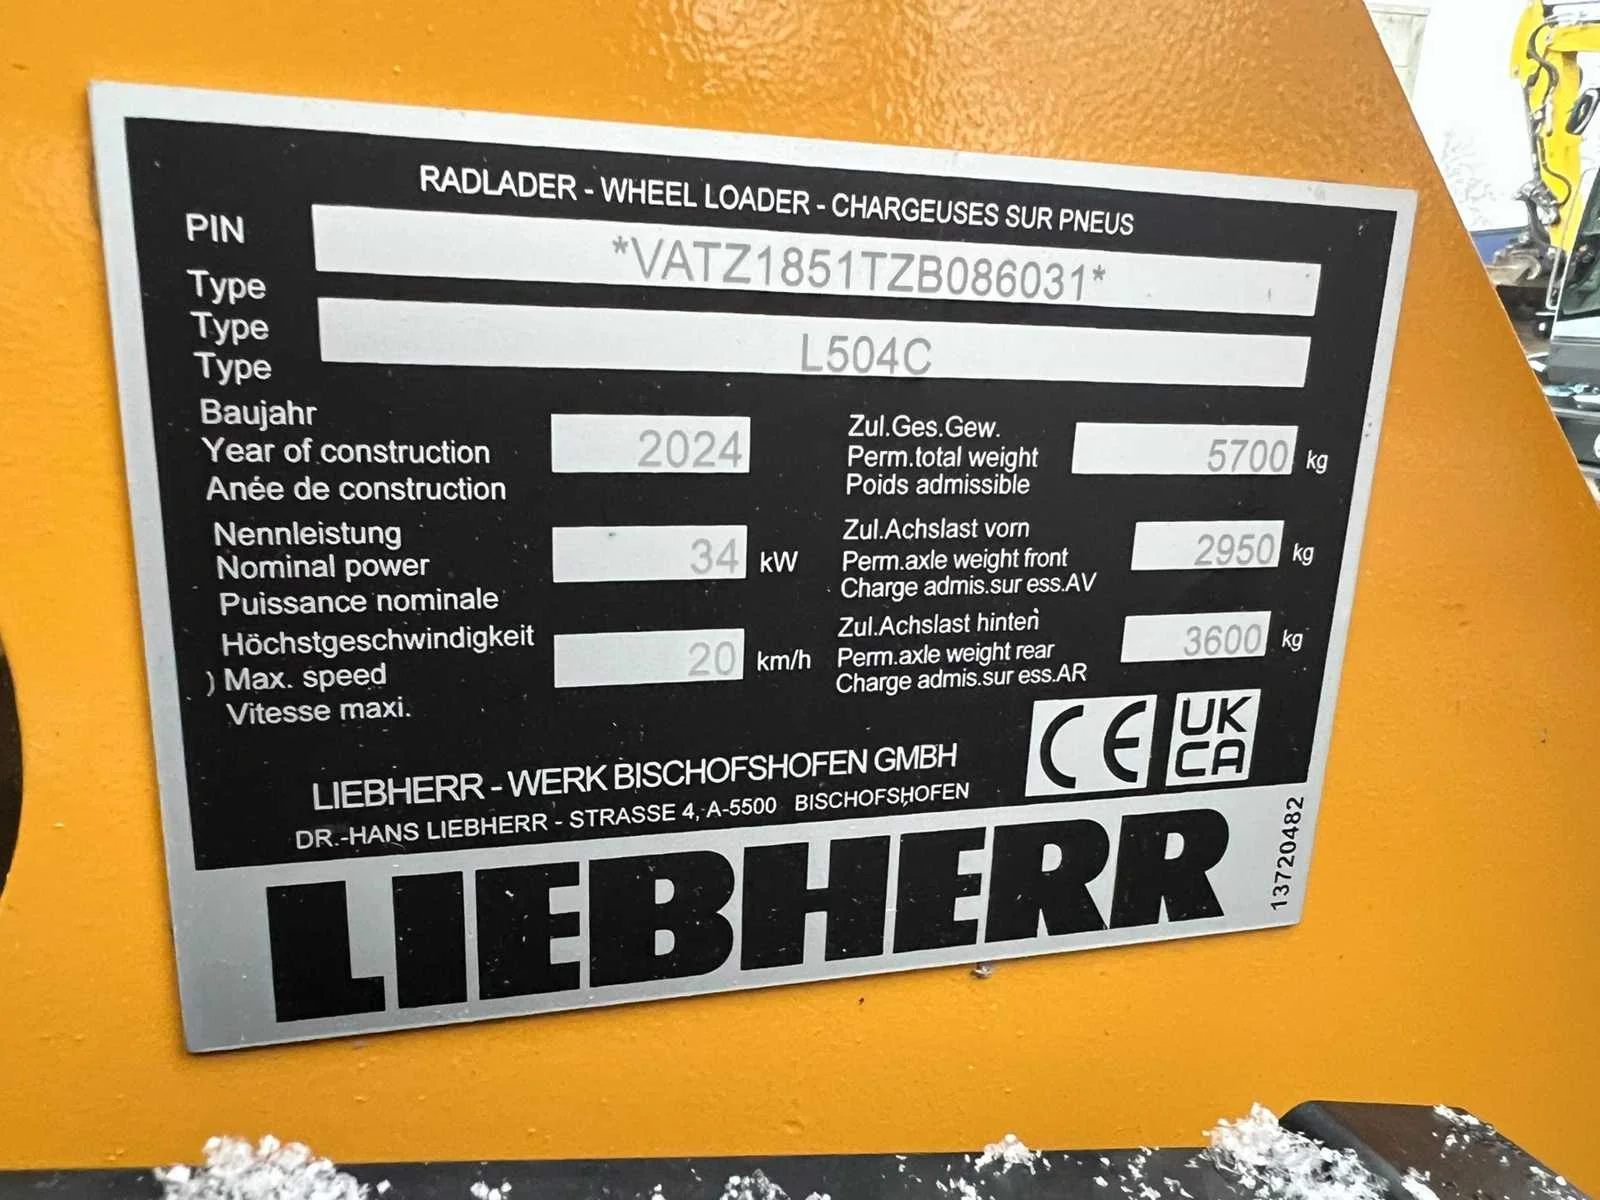 RADLADER - WHEEL LOADER - CHARGEUSES SUR PNEUS
PIN *VATZ1851TZB086031*
Type
Type L504C
Type
Baujahr
Year of construction 2024
Anée de construction
Zul.Ges.Gew.
Perm.total weight 5700 kg
Poids admissible
Nennleistung
Nominal power 34 kW
Puissance nominale
Zul.Achslast vorn
Perm.axle weight front 2950 kg
Charge admis.sur ess.AV
Höchstgeschwindigkeit
) Max. speed 20 km/h
Vitesse maxi.
Zul.Achslast hinten
Perm.axle weight rear 3600 kg
Charge admis.sur ess.AR
CE UK
CA
LIEBHERR - WERK BISCHOFSHOFEN GMBH
DR.-HANS LIEBHERR - STRASSE 4, A-5500 BISCHOFSHOFEN
LIEBHERR
13720482